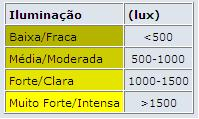 Iluminação (lux)
Baixa/Fraca <500
Média/Moderada 500-1000
Forte/Clara 1000-1500
Muito Forte/Intensa >1500